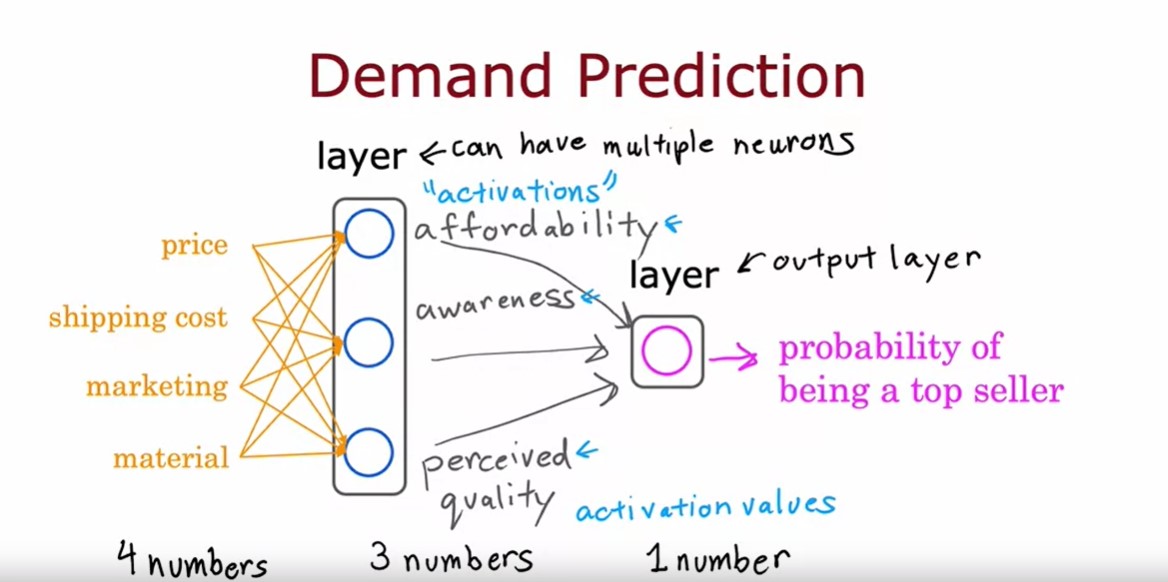 Demand Prediction
layer ← can have multiple neurons
"activations"
affordability ←
price
layer ← output layer
awareness ←
shipping cost
probability of
being a top seller
marketing
material
perceived ←
quality
activation values
4 numbers
3 numbers
1 number